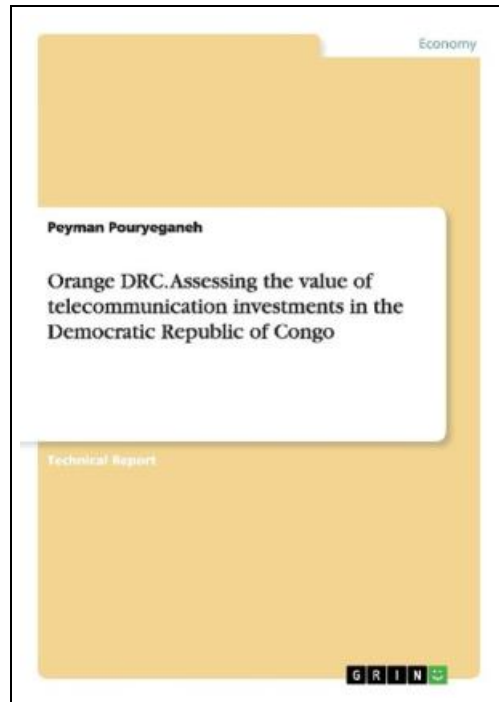 Economy
Peyman Pouryeganeh
Orange DRC. Assessing the value of
telecommunication investments in the
Democratic Republic of Congo
Technical Report
GRIN